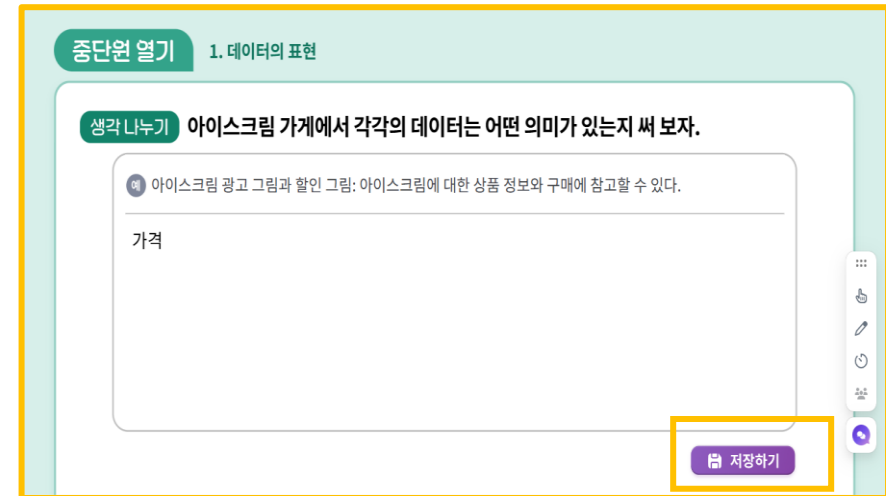 중단원 열기
1. 데이터의 표현
생각 나누기 아이스크림 가게에서 각각의 데이터는 어떤 의미가 있는지 써 보자.
예 아이스크림 광고 그림과 할인 그림: 아이스크림에 대한 상품 정보와 구매에 참고할 수 있다.
가격
저장하기